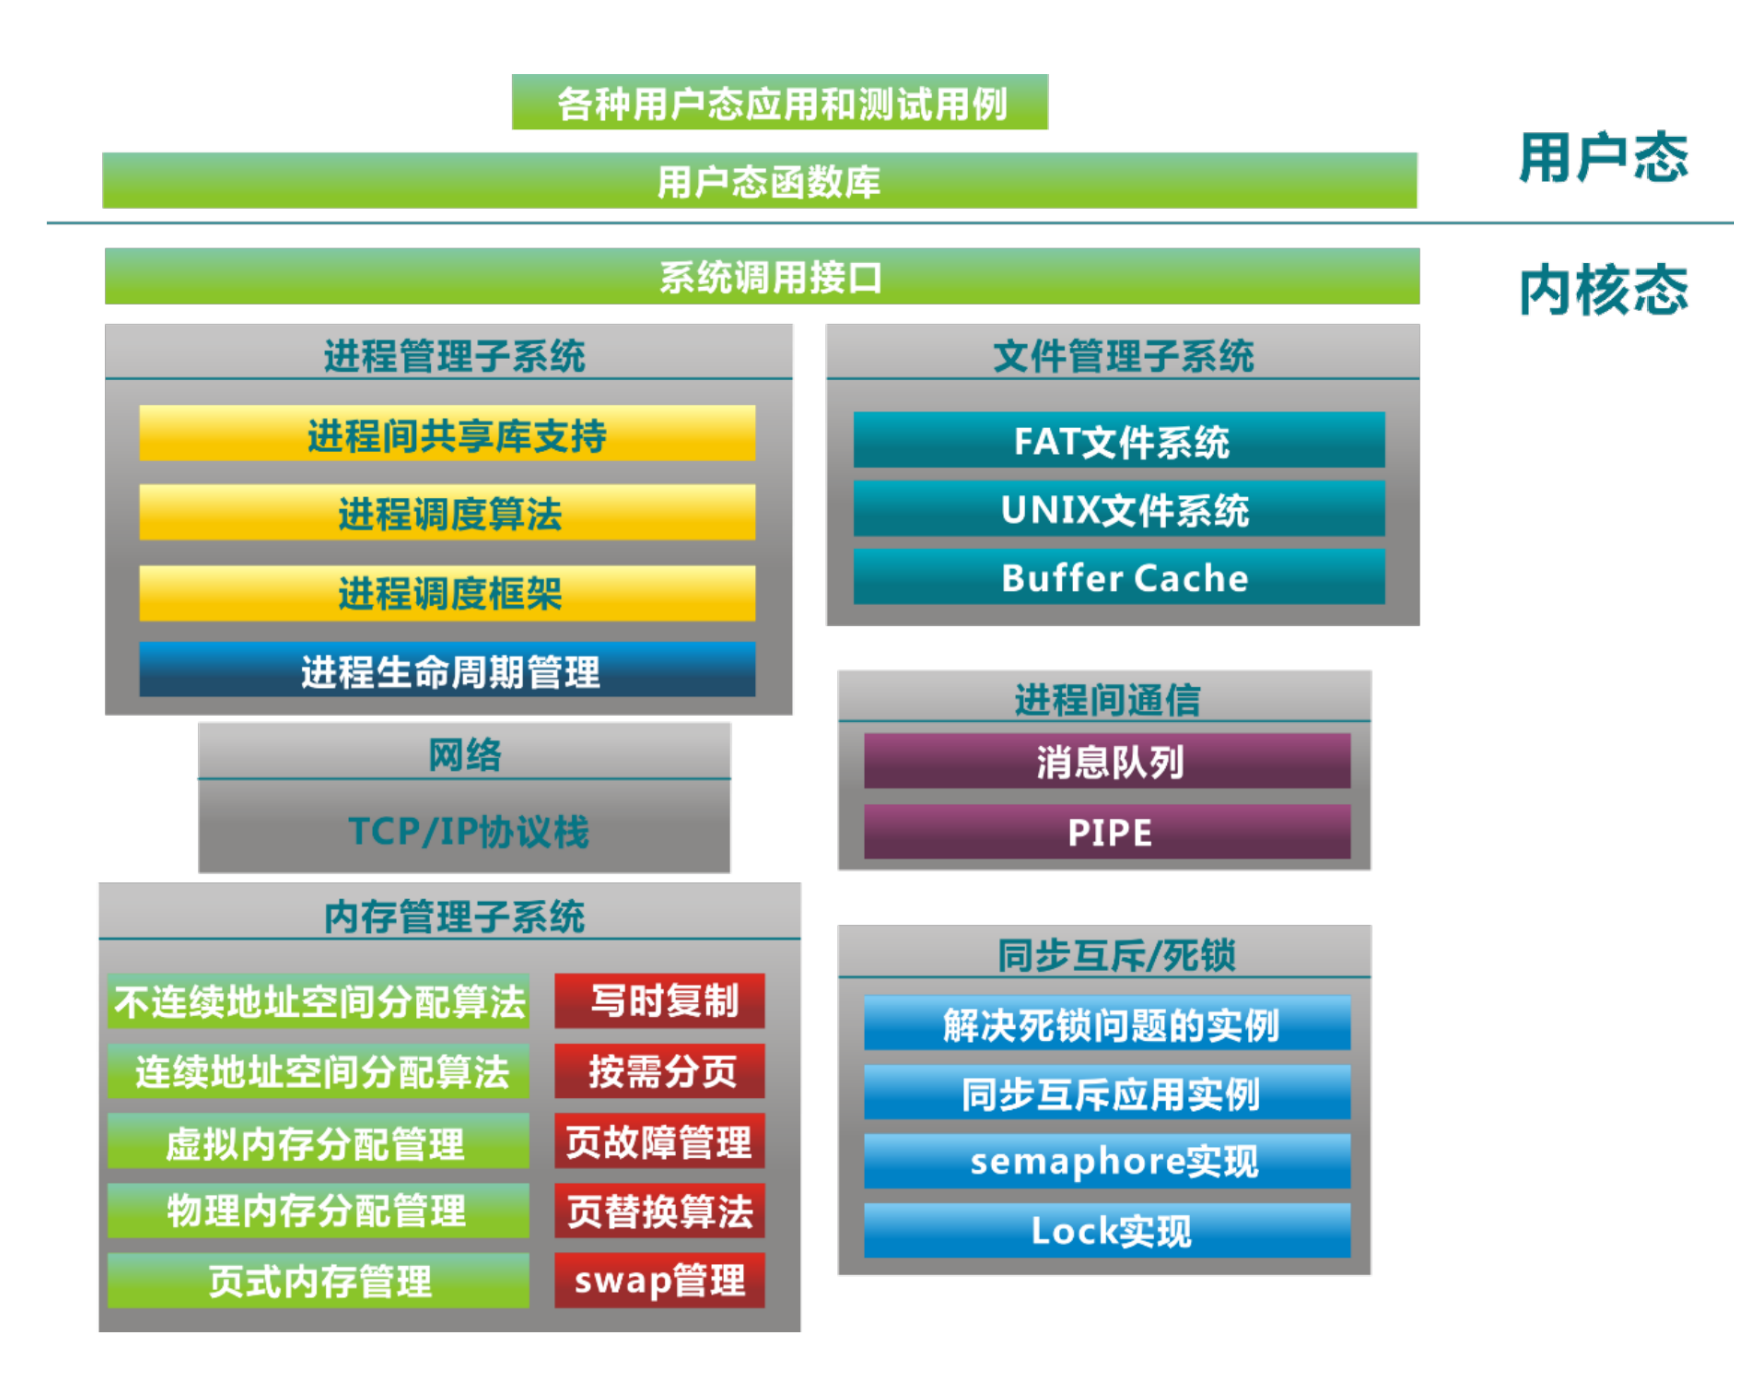 各种用户态应用和测试用例
用户态函数库
用户态
系统调用接口
内核态
进程管理子系统
进程间共享库支持
进程调度算法
进程调度框架
进程生命周期管理
文件管理子系统
FAT文件系统
UNIX文件系统
Buffer Cache
网络
TCP/IP协议栈
进程间通信
消息队列
PIPE
内存管理子系统
不连续地址空间分配算法
写时复制
连续地址空间分配算法
按需分页
虚拟内存分配管理
页故障管理
物理内存分配管理
页替换算法
页式内存管理
swap管理
同步互斥/死锁
解决死锁问题的实例
同步互斥应用实例
semaphore实现
Lock实现